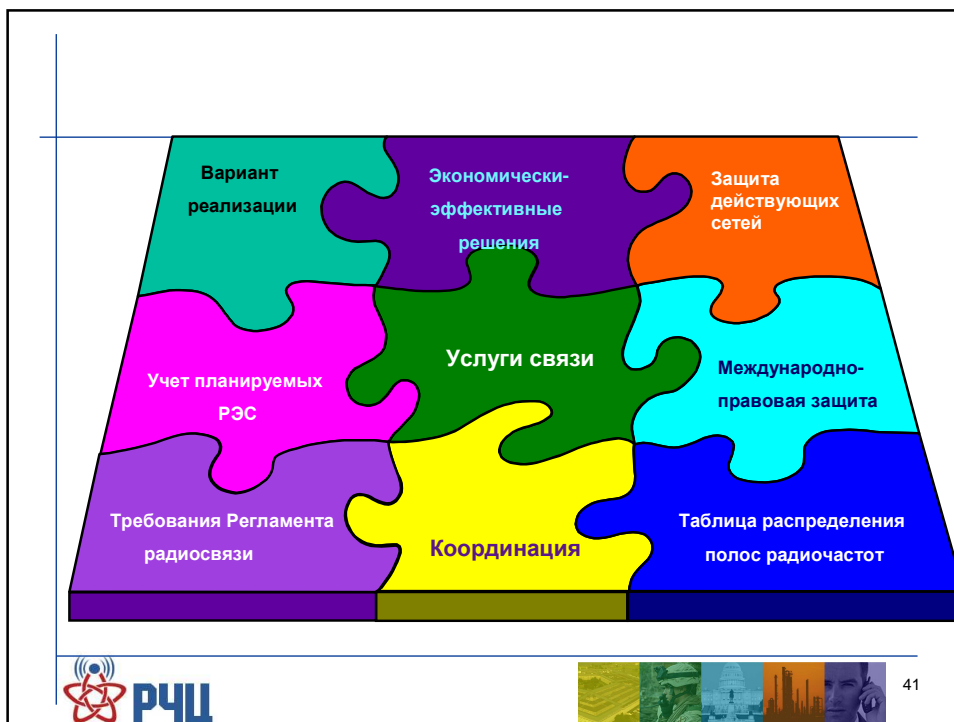 Вариант
реализации
Экономически-
эффективные
решения
Защита
действующих
сетей
Учет планируемых
РЭС
Услуги связи
Международно-
правовая защита
Требования Регламента
радиосвязи
Координация
Таблица распределения
полос радиочастот
РЧЦ
41